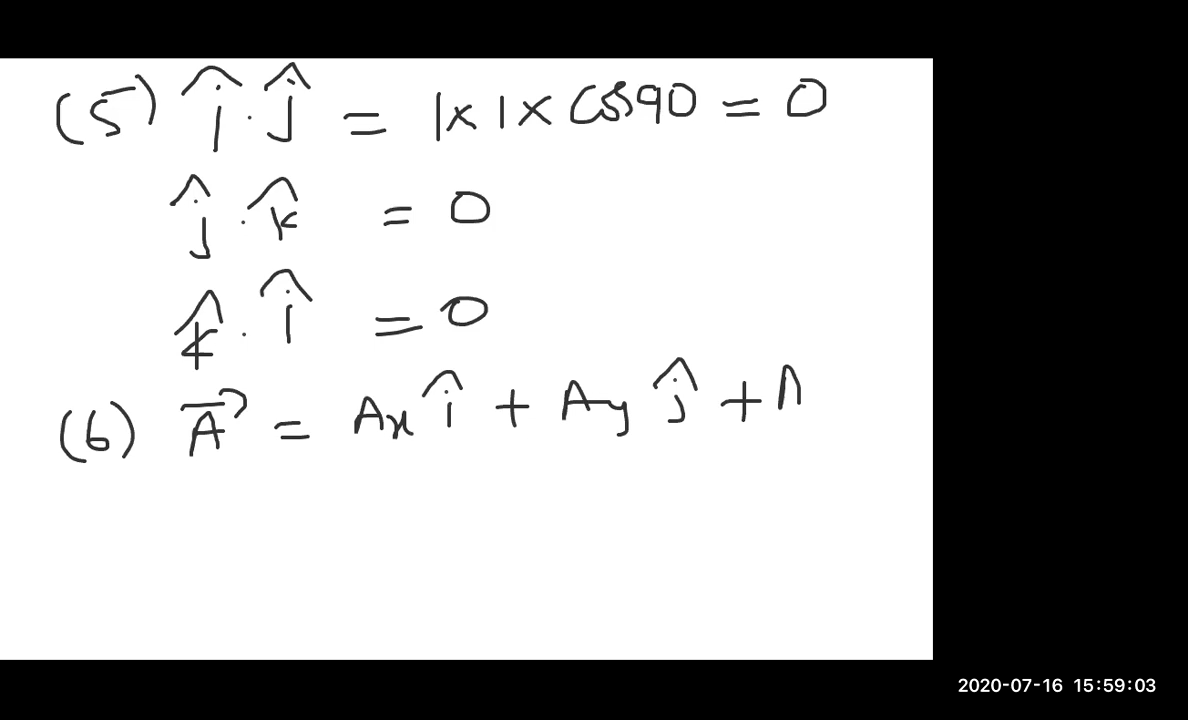 (5) î · ĵ = 1 x 1 x cos90 = 0
ĵ · k̂ = 0
k̂ · î = 0
(6) A⃗ = Ax î + Ay ĵ + A
2020-07-16 15:59:03